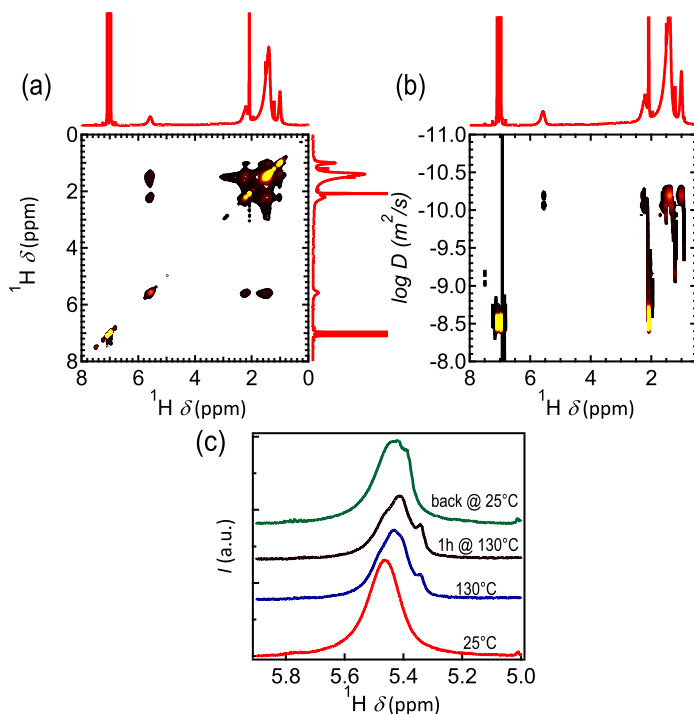 (a)
0
2
4
6
8
¹H δ(ppm)
8
6
4
2
0
¹H δ(ppm)
(b)
-11.0
-10.5
-10.0
-9.5
-9.0
-8.5
-8.0
log D (m²/s)
8
6
4
2
¹H δ(ppm)
(c)
I (a.u.)
back @ 25°C
1h @ 130°C
130°C
25°C
5.8
5.6
5.4
5.2
5.0
¹H δ(ppm)